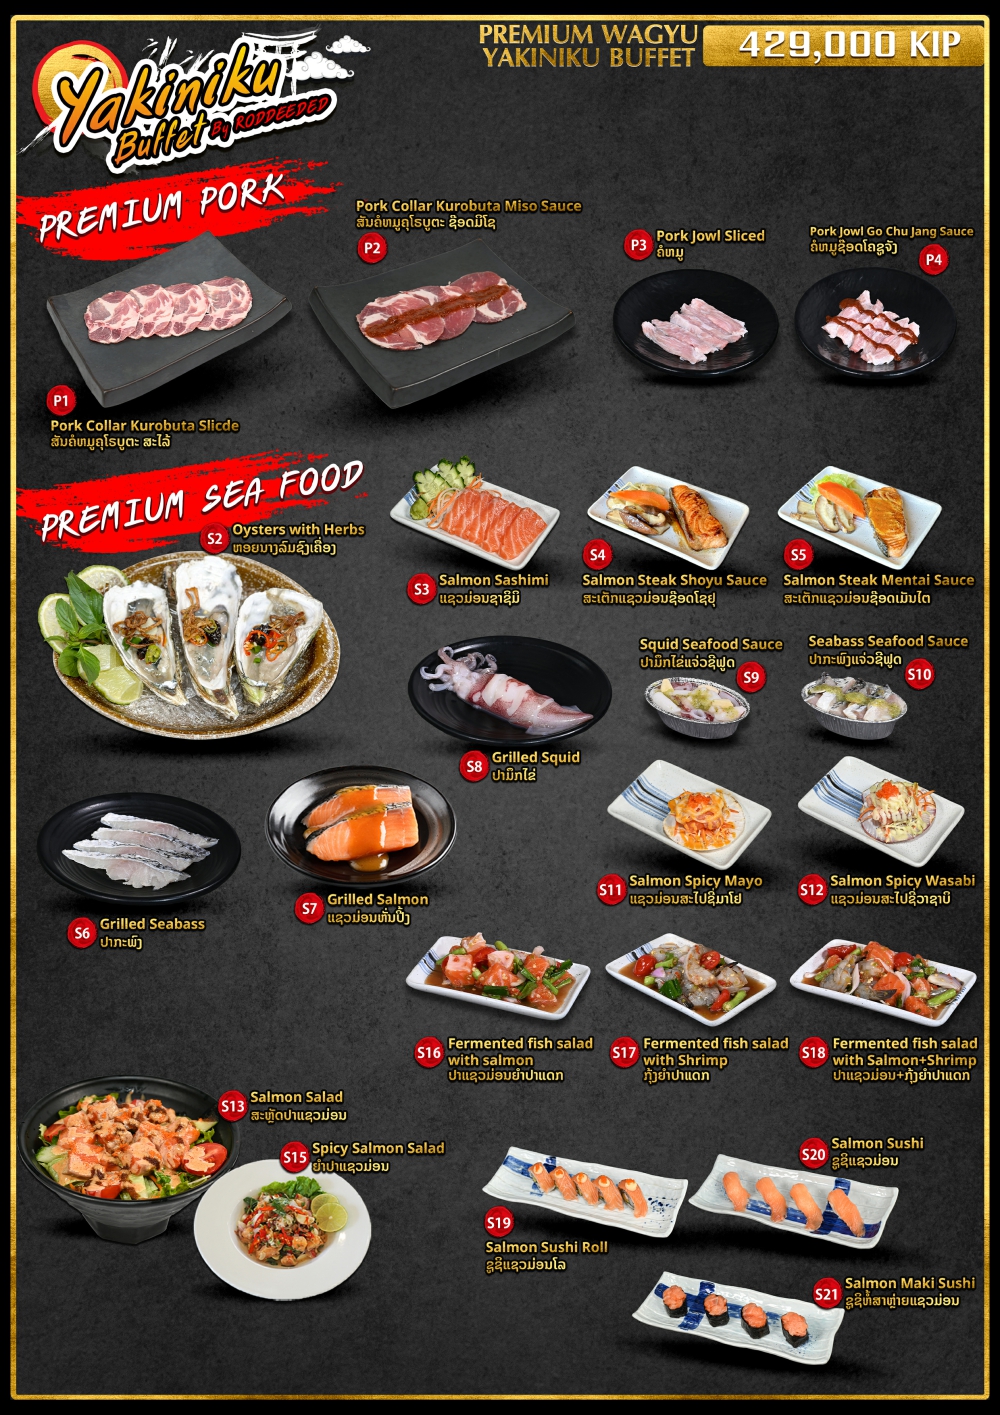 Yakiniku
Buffet By RODDEEDED
PREMIUM WAGYU
YAKINIKU BUFFET
429,000 KIP
PREMIUM PORK
P1
Pork Collar Kurobuta Slicde
ສັນຄໍຫມູຄຸໂຣບູຕະ ສະໄລ້
Pork Collar Kurobuta Miso Sauce
ສັນຄໍຫມູຄຸໂຣບູຕະ ຊ໊ອດມິໂຊ
P2
P3
Pork Jowl Sliced
ຄໍຫມູ
Pork Jowl Go Chu Jang Sauce
ຄໍຫມູຊ໊ອດໂຄຊູຈັງ
P4
PREMIUM SEA FOOD
S2
Oysters with Herbs
ຫອຍນາງລົມຊົງເຄື່ອງ
S3
Salmon Sashimi
ແຊວມ່ອນຊາຊິມິ
S4
Salmon Steak Shoyu Sauce
ສະເຕັກແຊວມ່ອນຊ໊ອດໂຊຢຸ
S5
Salmon Steak Mentai Sauce
ສະເຕັກແຊວມ່ອນຊ໊ອດເມັນໄຕ
S8
Grilled Squid
ປາມຶກໄຂ່
Squid Seafood Sauce
ປາມຶກໄຂ່ແຈ່ວຊີຟູດ
S9
Seabass Seafood Sauce
ປາກະພົງແຈ່ວຊີຟູດ
S10
S6
Grilled Seabass
ປາກະພົງ
S7
Grilled Salmon
ແຊວມ່ອນຫັ່ນປີ້ງ
S11
Salmon Spicy Mayo
ແຊວມ່ອນສະໄປຊີ່ມາໂຢ
S12
Salmon Spicy Wasabi
ແຊວມ່ອນສະໄປຊີ່ວາຊາບິ
S16
Fermented fish salad
with salmon
ປາແຊວມ່ອນຍຳປາແດກ
S17
Fermented fish salad
with Shrimp
ກຸ້ງຍຳປາແດກ
S18
Fermented fish salad
with Salmon+Shrimp
ປາແຊວມ່ອນ+ກຸ້ງຍຳປາແດກ
S13
Salmon Salad
ສະຫຼັດປາແຊວມ່ອນ
S15
Spicy Salmon Salad
ຍຳປາແຊວມ່ອນ
S19
Salmon Sushi Roll
ຊູຊິແຊວມ່ອນໂລ
S20
Salmon Sushi
ຊູຊິແຊວມ່ອນ
S21
Salmon Maki Sushi
ຊູຊິຫໍ່ສາຫຼ່າຍແຊວມ່ອນ